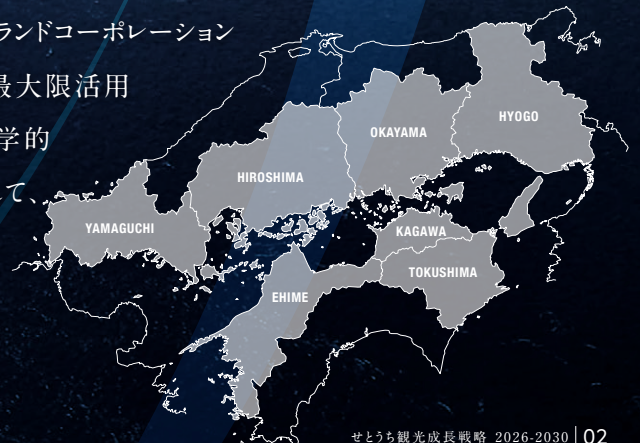 ランドコーポレーション
最大限活用
学的
て、
HYOGO
OKAYAMA
HIROSHIMA
YAMAGUCHI
KAGAWA
TOKUSHIMA
EHIME
せとうち観光成長戦略 2026-2030 | 02